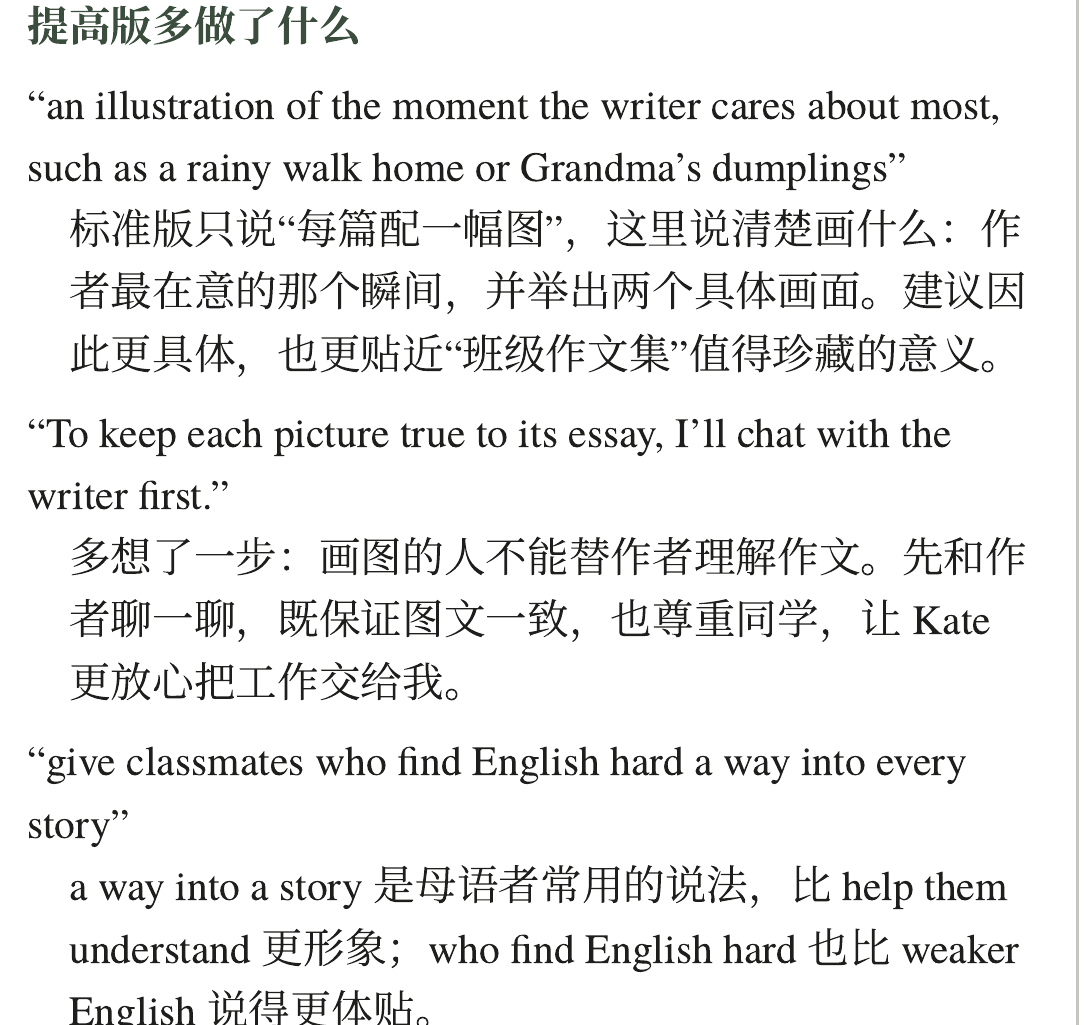 提高版多做了什么
“an illustration of the moment the writer cares about most,
such as a rainy walk home or Grandma’s dumplings”
标准版只说“每篇配一幅图”，这里说清楚画什么：作
者最在意的那个瞬间，并举出两个具体画面。建议因
此更具体，也更贴近“班级作文集”值得珍藏的意义。
“To keep each picture true to its essay, I’ll chat with the
writer first.”
多想了一步：画图的人不能替作者理解作文。先和作
者聊一聊，既保证图文一致，也尊重同学，让 Kate
更放心把工作交给我。
“give classmates who find English hard a way into every
story”
a way into a story 是母语者常用的说法，比 help them
understand 更形象；who find English hard 也比 weaker
English 说得更体贴。